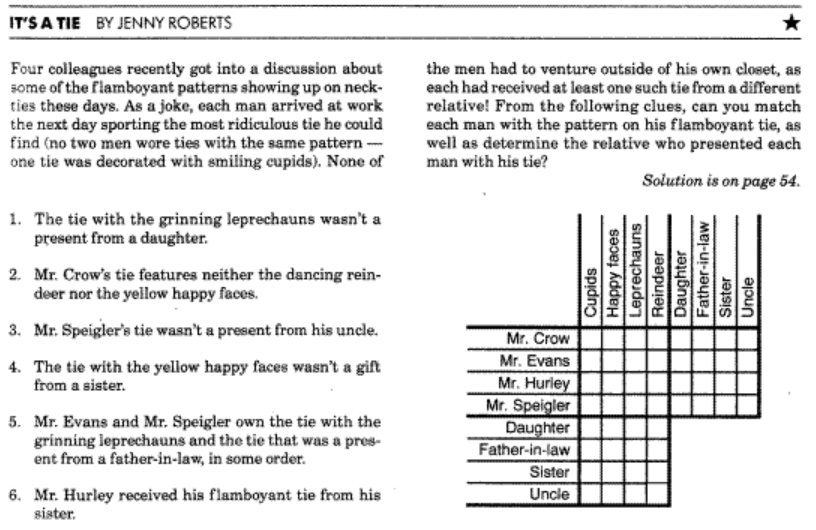 IT'S A TIE BY JENNY ROBERTS
Four colleagues recently got into a discussion about
some of the flamboyant patterns showing up on neck-
ties these days. As a joke, each man arrived at work
the next day sporting the most ridiculous tie he could
find (no two men wore ties with the same pattern —
one tie was decorated with smiling cupids). None of
the men had to venture outside of his own closet, as
each had received at least one such tie from a different
relative! From the following clues, can you match
each man with the pattern on his flamboyant tie, as
well as determine the relative who presented each
man with his tie?
Solution is on page 54.
1. The tie with the grinning leprechauns wasn't a
present from a daughter.
2. Mr. Crow's tie features neither the dancing rein-
deer nor the yellow happy faces.
3. Mr. Speigler's tie wasn't a present from his uncle.
4. The tie with the yellow happy faces wasn't a gift
from a sister.
5. Mr. Evans and Mr. Speigler own the tie with the
grinning leprechauns and the tie that was a pres-
ent from a father-in-law, in some order.
6. Mr. Hurley received his flamboyant tie from his
sister.
Cupids
Happy faces
Leprechauns
Reindeer
Daughter
Father-in-law
Sister
Uncle
Mr. Crow
Mr. Evans
Mr. Hurley
Mr. Speigler
Daughter
Father-in-law
Sister
Uncle